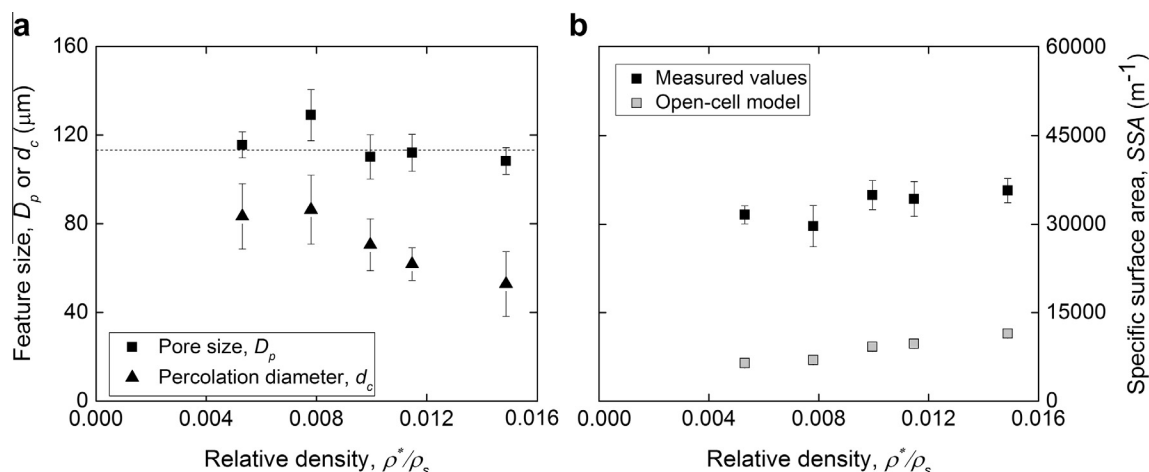 a
160
120
80
40
0
Feature size, D_p or d_c (μm)
Pore size, D_p
Percolation diameter, d_c
0.000 0.004 0.008 0.012 0.016
Relative density, ρ*/ρ_s
b
Measured values
Open-cell model
60000
45000
30000
15000
0
Specific surface area, SSA (m⁻¹)
0.000 0.004 0.008 0.012 0.016
Relative density, ρ*/ρ_s